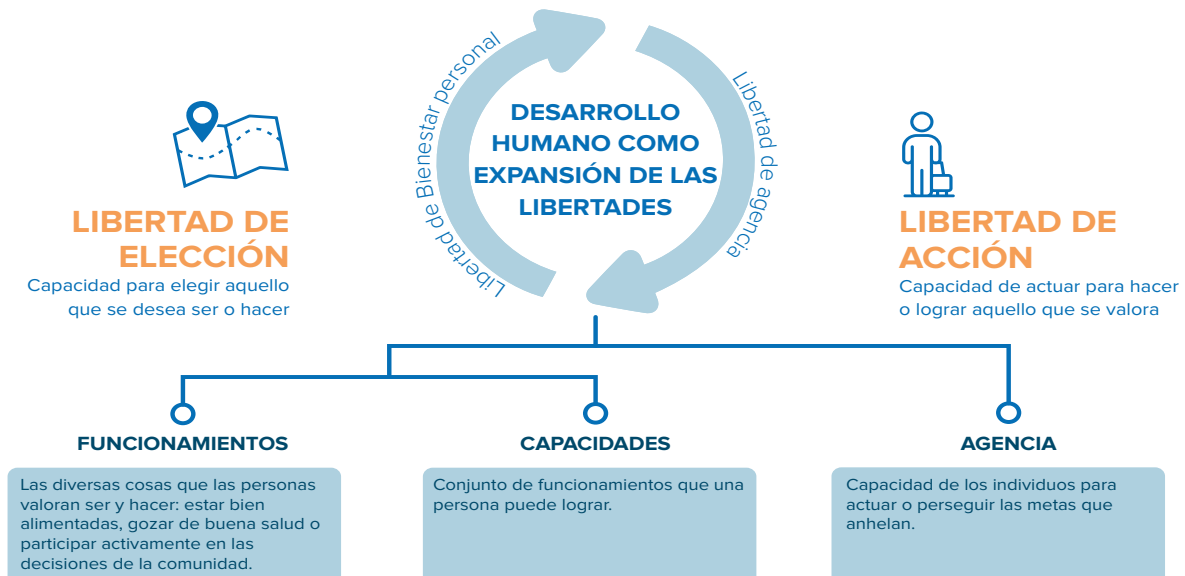 Libertad de Bienestar personal
Libertad de agencia
DESARROLLO
HUMANO COMO
EXPANSIÓN DE LAS
LIBERTADES
LIBERTAD DE
ELECCIÓN
Capacidad para elegir aquello
que se desea ser o hacer
LIBERTAD DE
ACCIÓN
Capacidad de actuar para hacer
o lograr aquello que se valora
FUNCIONAMIENTOS
Las diversas cosas que las personas
valoran ser y hacer: estar bien
alimentadas, gozar de buena salud o
participar activamente en las
decisiones de la comunidad.
CAPACIDADES
Conjunto de funcionamientos que una
persona puede lograr.
AGENCIA
Capacidad de los individuos para
actuar o perseguir las metas que
anhelan.